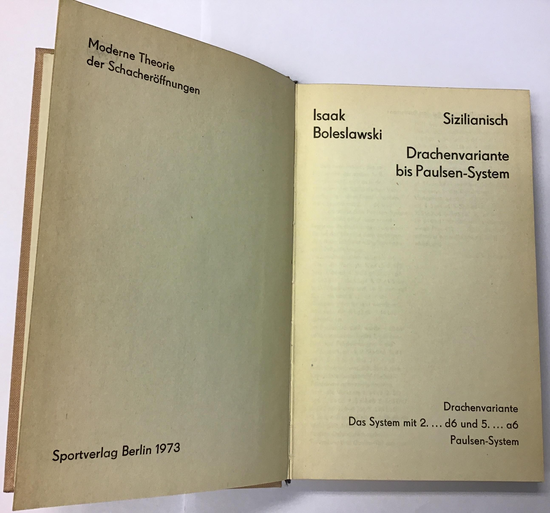 Moderne Theorie
der Schacheröffnungen
Sportverlag Berlin 1973
Isaak
Boleslawski
Sizilianisch
Drachenvariante
bis Paulsen-System
Drachenvariante
Das System mit 2. ... d6 und 5. ... a6
Paulsen-System